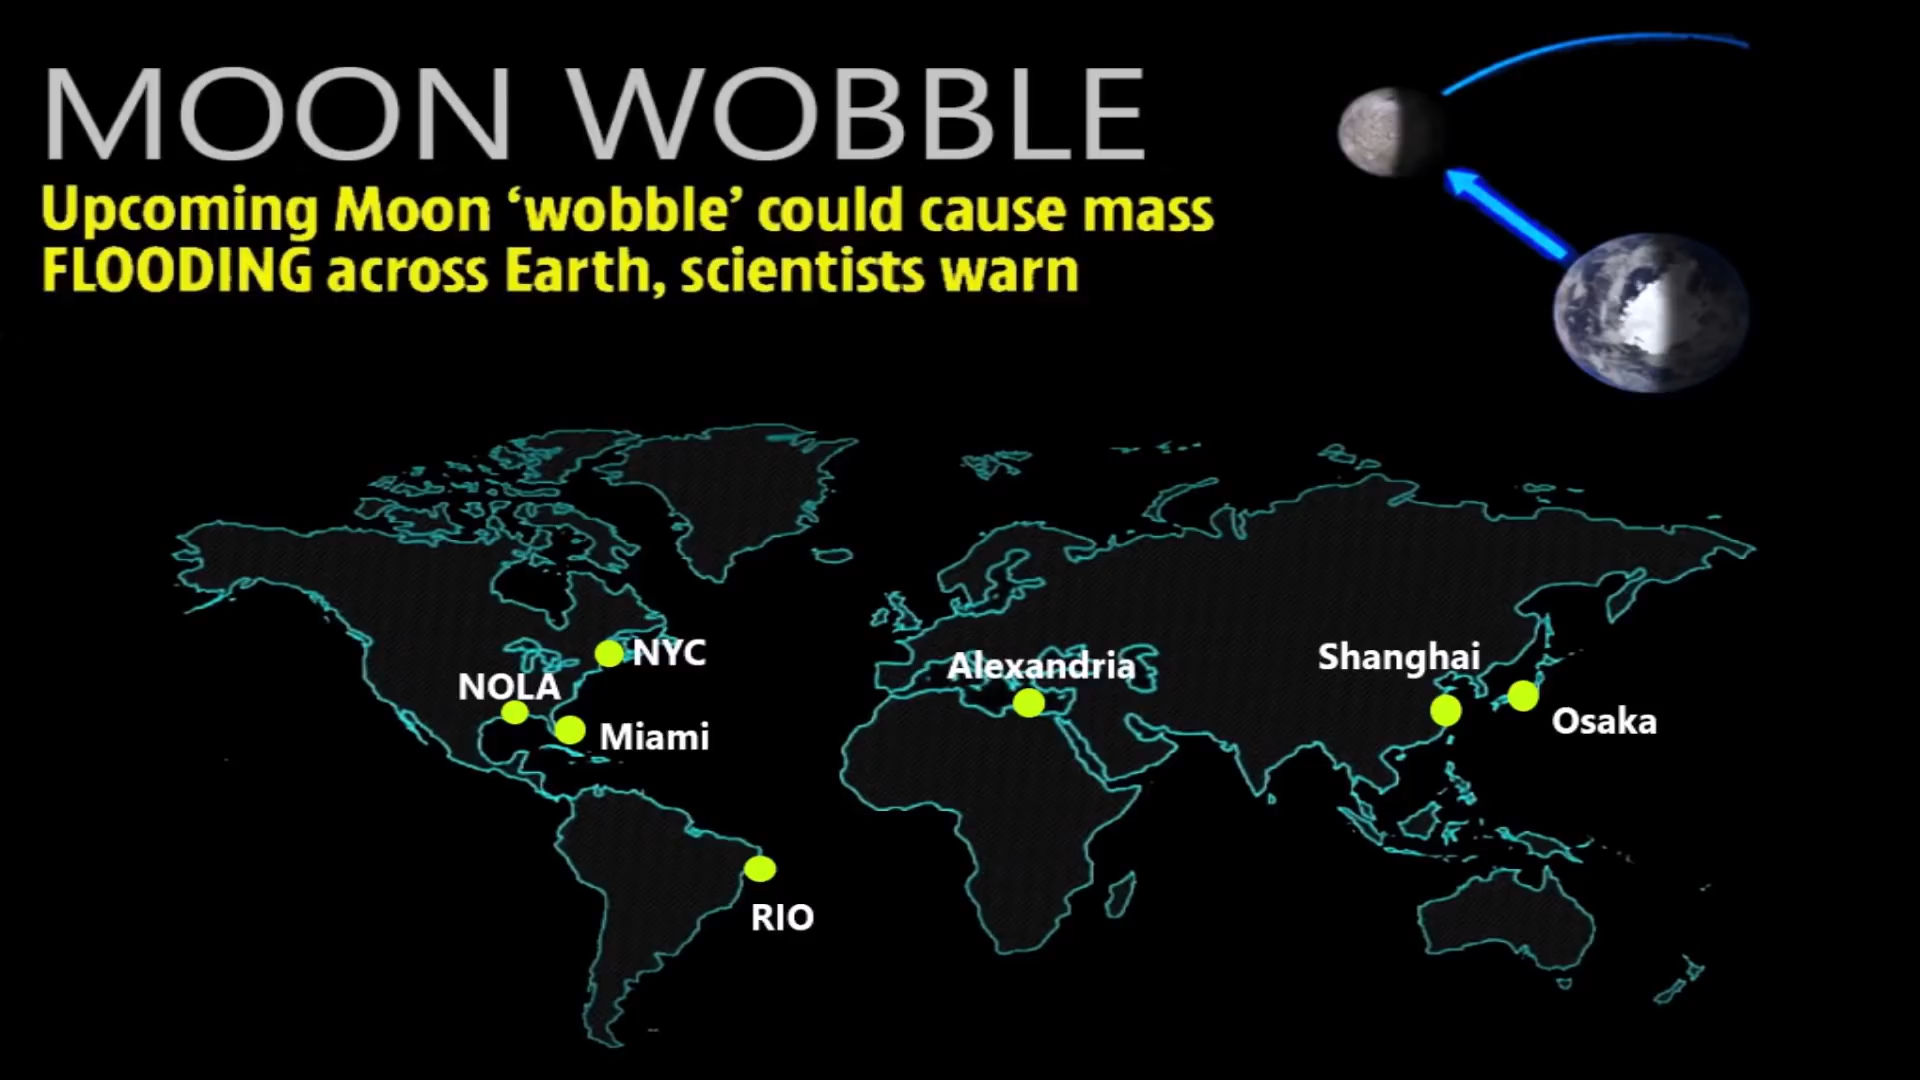 MOON WOBBLE
Upcoming Moon ‘wobble’ could cause mass
FLOODING across Earth, scientists warn
NYC
NOLA
Miami
Alexandria
Shanghai
Osaka
RIO